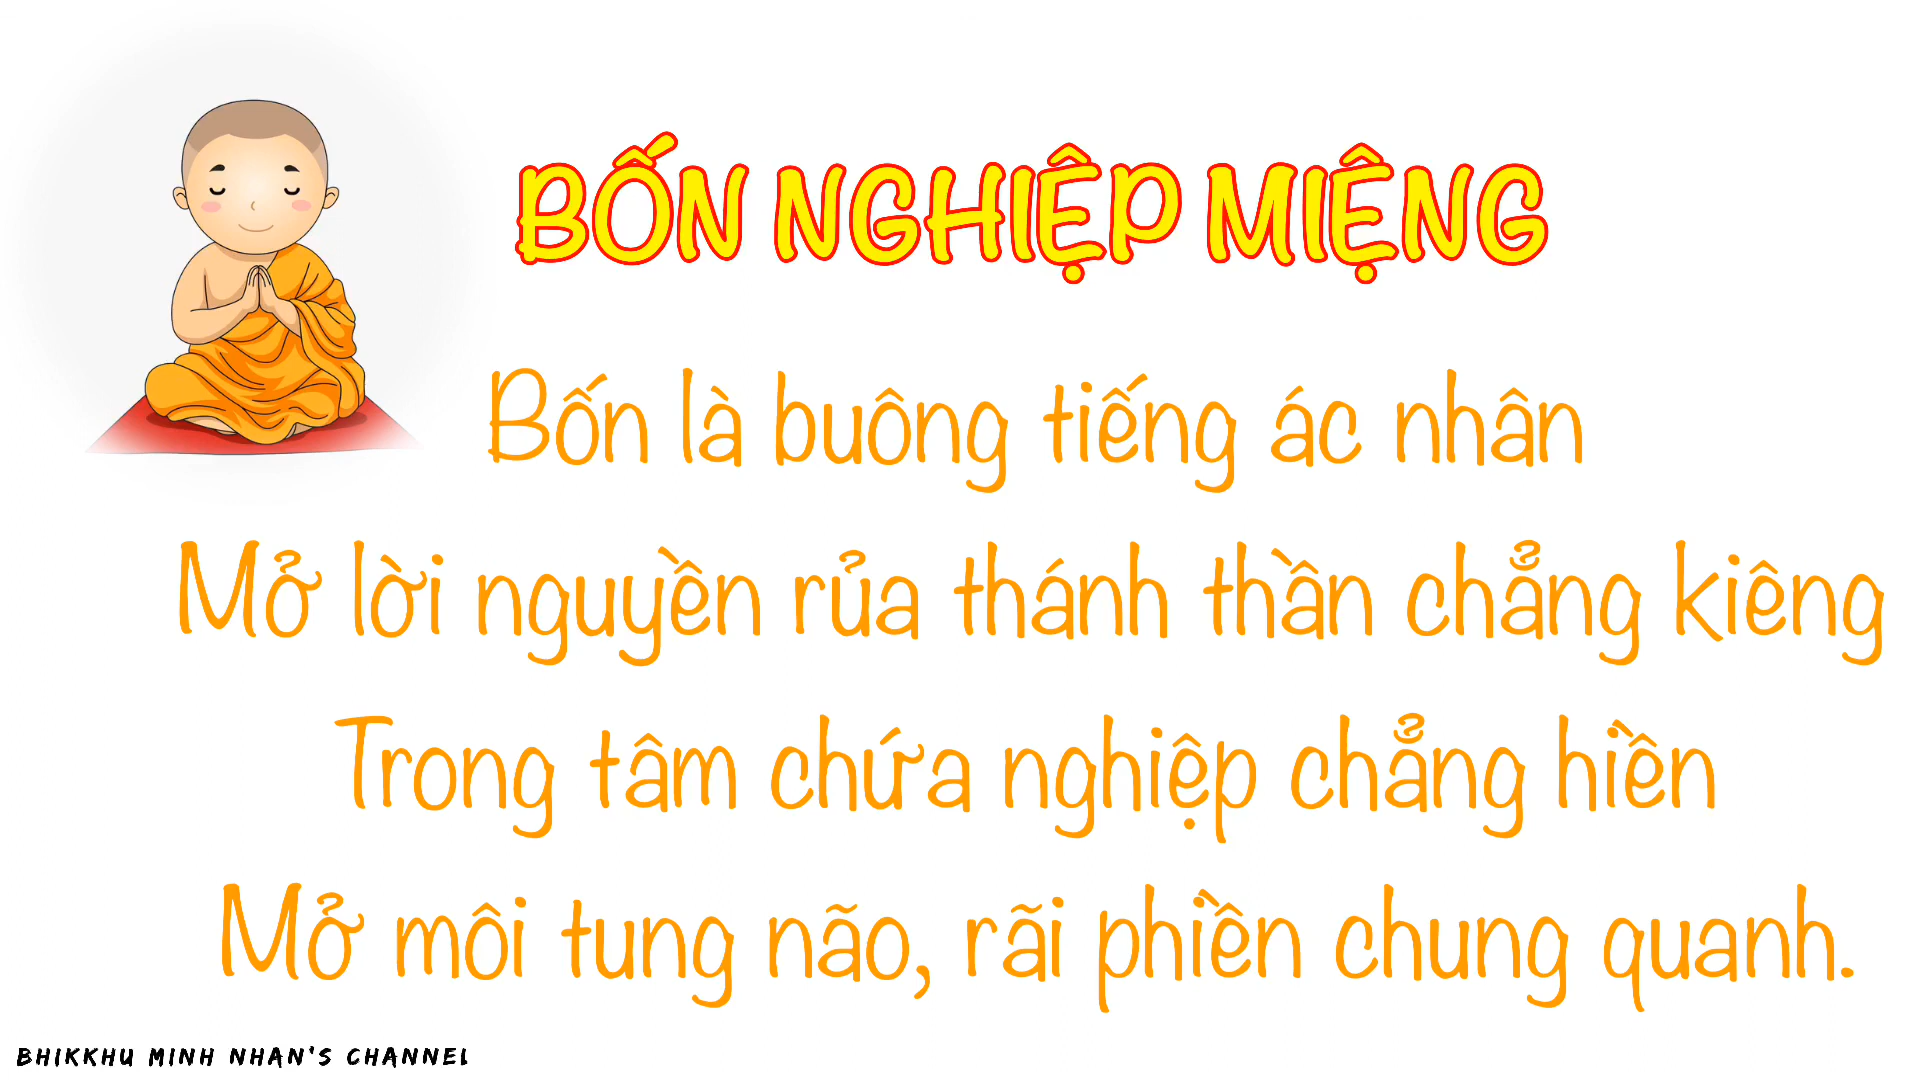 BỐN NGHIỆP MIỆNG
Bốn là buông tiếng ác nhân
Mở lời nguyền rủa thánh thần chẳng kiêng
Trong tâm chứa nghiệp chẳng hiền
Mở môi tung não, rãi phiền chung quanh.
BHIKKHU MINH NHAN'S CHANNEL